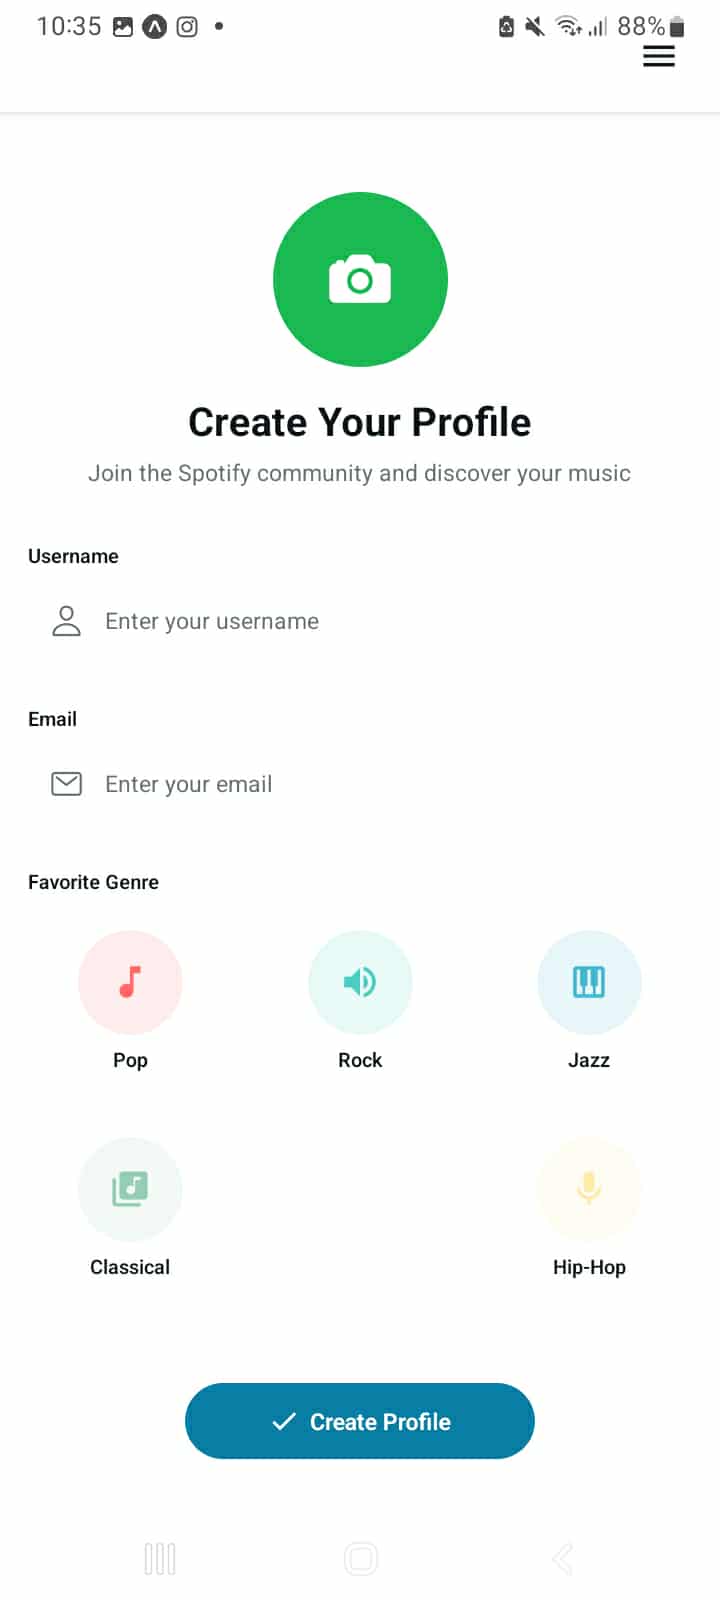 10:35 88%
Create Your Profile
Join the Spotify community and discover your music
Username
Enter your username
Email
Enter your email
Favorite Genre
Pop Rock Jazz
Classical Hip-Hop
Create Profile